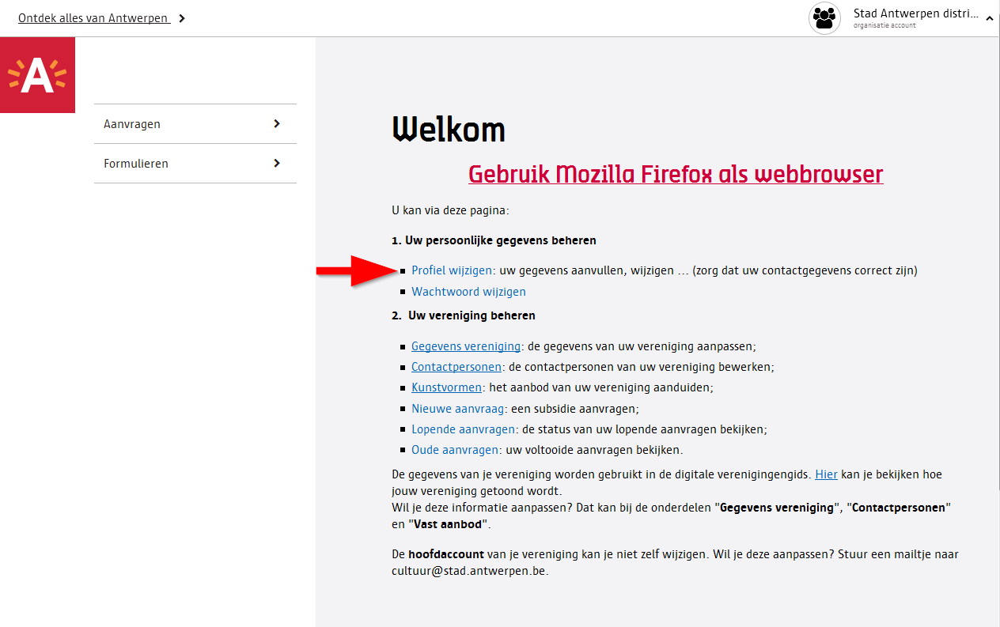 Ontdek alles van Antwerpen
Stad Antwerpen distri...
organisatie account
A
Aanvragen
Formulieren
Welkom
Gebruik Mozilla Firefox als webbrowser
U kan via deze pagina:
1. Uw persoonlijke gegevens beheren
Profiel wijzigen: uw gegevens aanvullen, wijzigen ... (zorg dat uw contactgegevens correct zijn)
Wachtwoord wijzigen
2. Uw vereniging beheren
Gegevens vereniging: de gegevens van uw vereniging aanpassen;
Contactpersonen: de contactpersonen van uw vereniging bewerken;
Kunstvormen: het aanbod van uw vereniging aanduiden;
Nieuwe aanvraag: een subsidie aanvragen;
Lopende aanvragen: de status van uw lopende aanvragen bekijken;
Oude aanvragen: uw voltooide aanvragen bekijken.
De gegevens van je vereniging worden gebruikt in de digitale verenigingengids. Hier kan je bekijken hoe
jouw vereniging getoond wordt.
Wil je deze informatie aanpassen? Dat kan bij de onderdelen "Gegevens vereniging", "Contactpersonen"
en "Vast aanbod".
De hoofdaccount van je vereniging kan je niet zelf wijzigen. Wil je deze aanpassen? Stuur een mailtje naar
cultuur@stad.antwerpen.be.